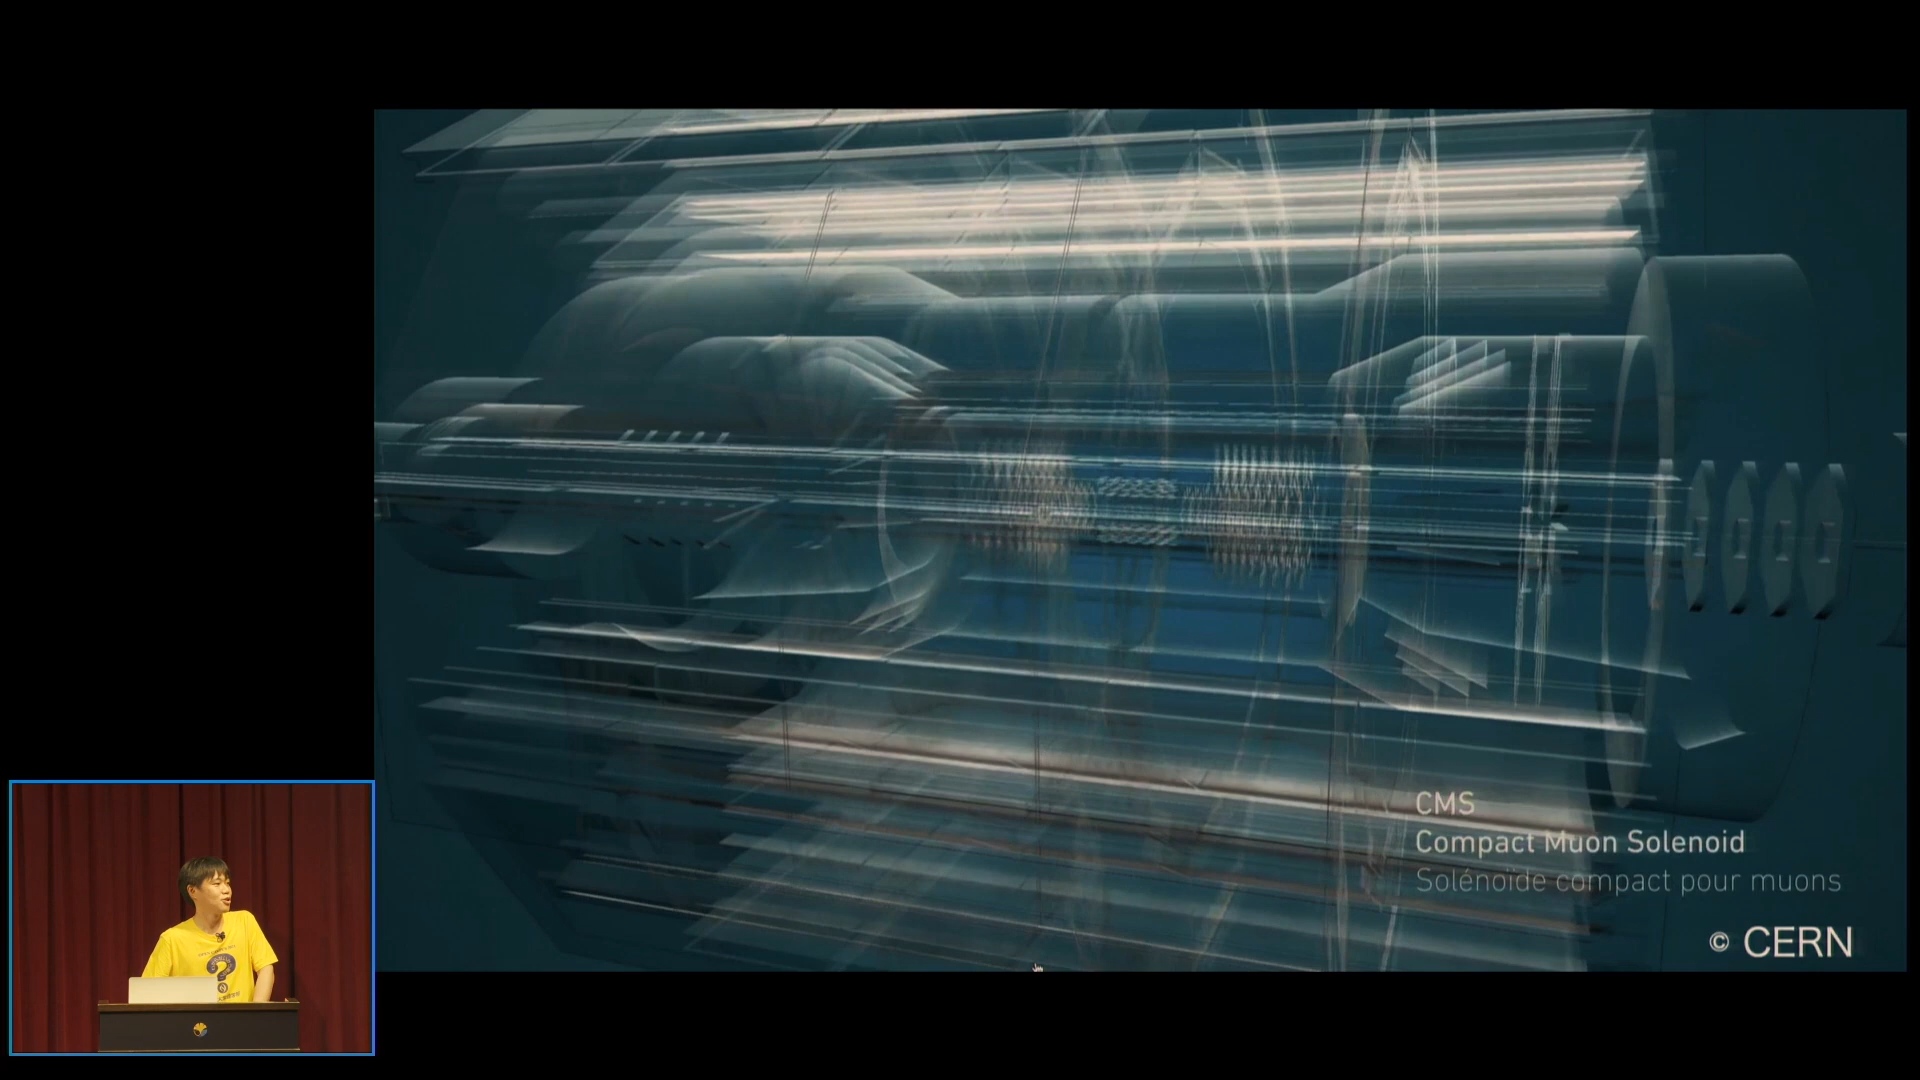 CMS
Compact Muon Solenoid
Solénoïde compact pour muons
© CERN
?